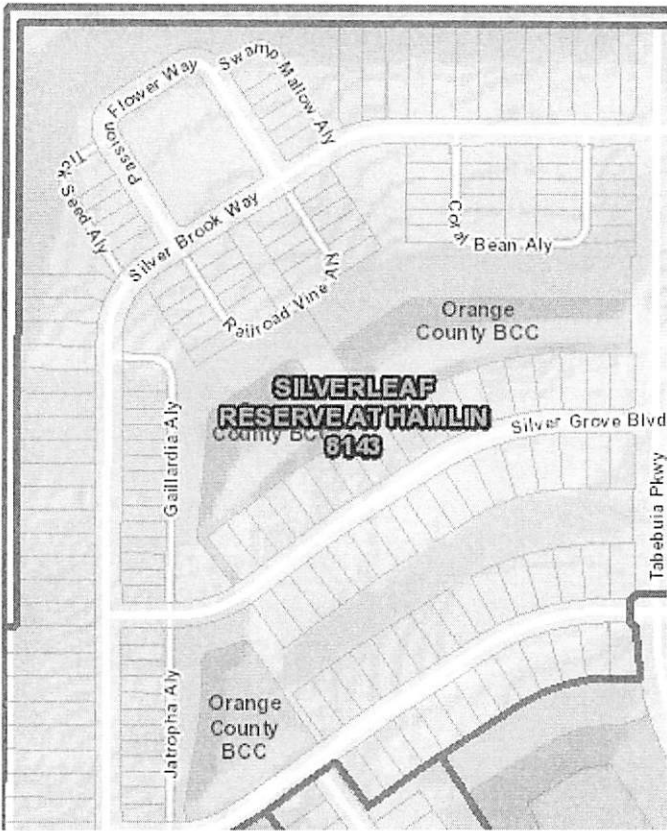 Swamp Mallow Aly
Flower Way
Passion
Tick Seed Aly
Silver Brook Way
Coral
Bean Aly
Railroad Vine Aly
Orange
County BCC
SILVERLEAF
RESERVE AT HAMLIN
8143
County BCC
Silver Grove Blvd
Gaillardia Aly
Tabebuia Pkwy
Jatropha Aly
Orange
County
BCC